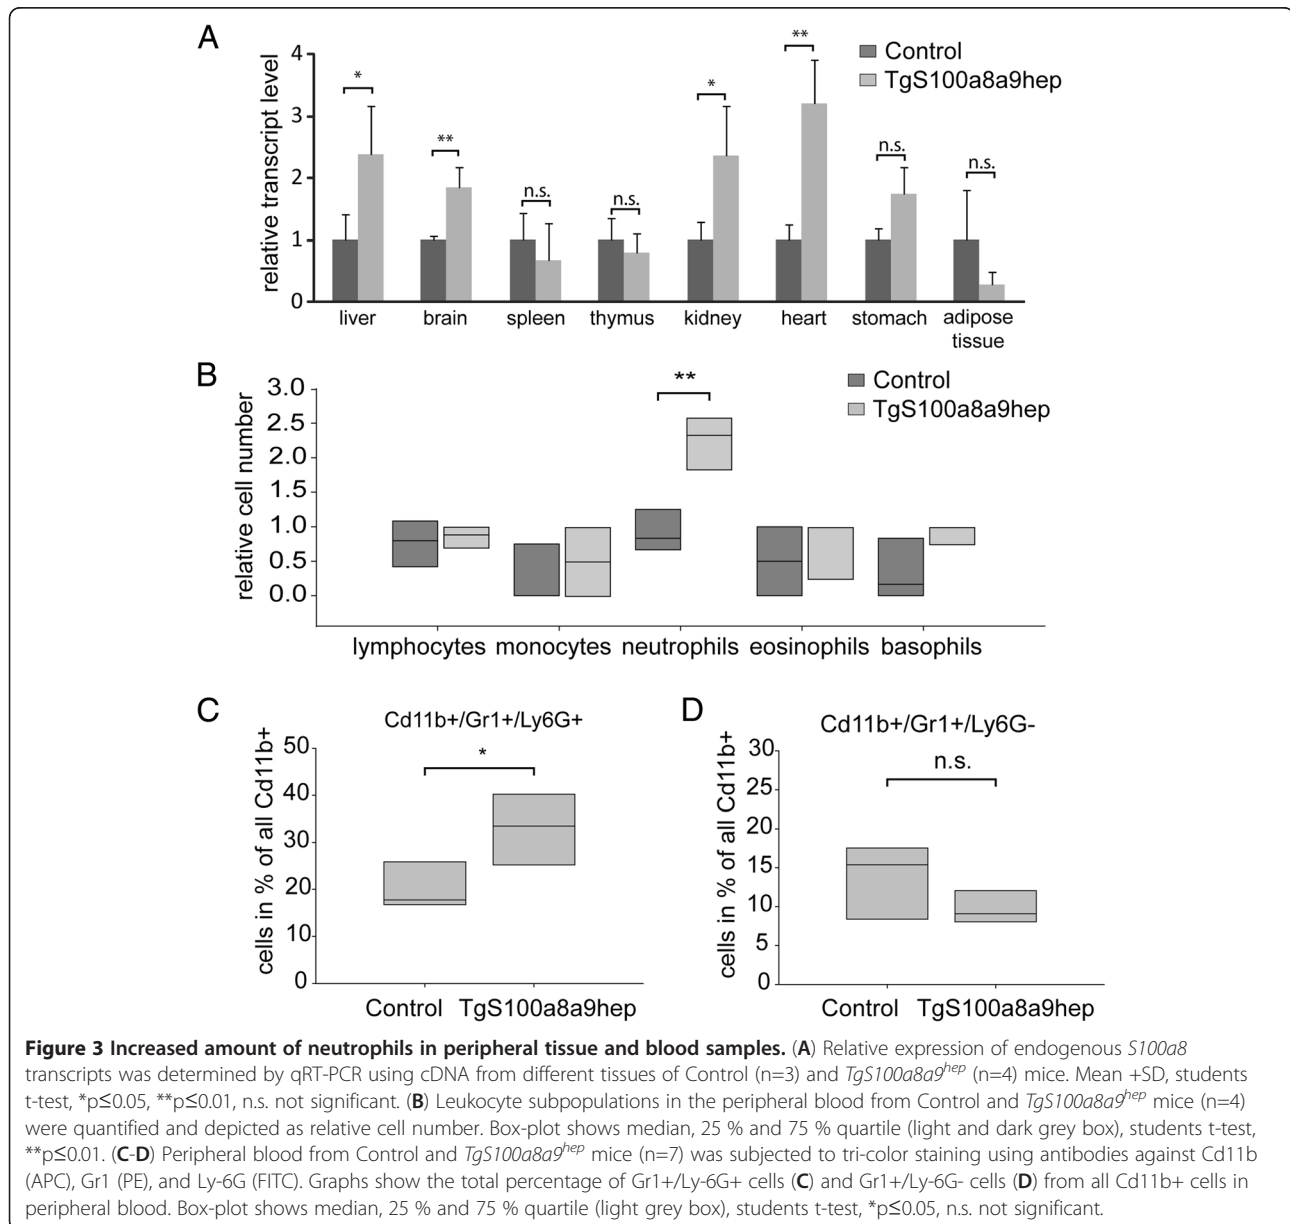 A
relative transcript level
4
3
2
1
0
*
**
n.s.
n.s.
*
**
n.s.
n.s.
Control
TgS100a8a9hep
liver brain spleen thymus kidney heart stomach adipose
tissue
B
relative cell number
3.0
2.5
2.0
1.5
1.0
0.5
0.0
**
Control
TgS100a8a9hep
lymphocytes monocytes neutrophils eosinophils basophils
C
Cd11b+/Gr1+/Ly6G+
cells in % of all Cd11b+
50
40
30
20
10
0
*
Control TgS100a8a9hep
D
Cd11b+/Gr1+/Ly6G-
cells in % of all Cd11b+
30
25
20
15
10
5
0
n.s.
Control TgS100a8a9hep
Figure 3 Increased amount of neutrophils in peripheral tissue and blood samples. (A) Relative expression of endogenous S100a8
transcripts was determined by qRT-PCR using cDNA from different tissues of Control (n=3) and TgS100a8a9hep (n=4) mice. Mean +SD, students
t-test, *p≤0.05, **p≤0.01, n.s. not significant. (B) Leukocyte subpopulations in the peripheral blood from Control and TgS100a8a9hep mice (n=4)
were quantified and depicted as relative cell number. Box-plot shows median, 25 % and 75 % quartile (light and dark grey box), students t-test,
**p≤0.01. (C-D) Peripheral blood from Control and TgS100a8a9hep mice (n=7) was subjected to tri-color staining using antibodies against Cd11b
(APC), Gr1 (PE), and Ly-6G (FITC). Graphs show the total percentage of Gr1+/Ly-6G+ cells (C) and Gr1+/Ly-6G- cells (D) from all Cd11b+ cells in
peripheral blood. Box-plot shows median, 25 % and 75 % quartile (light grey box), students t-test, *p≤0.05, n.s. not significant.